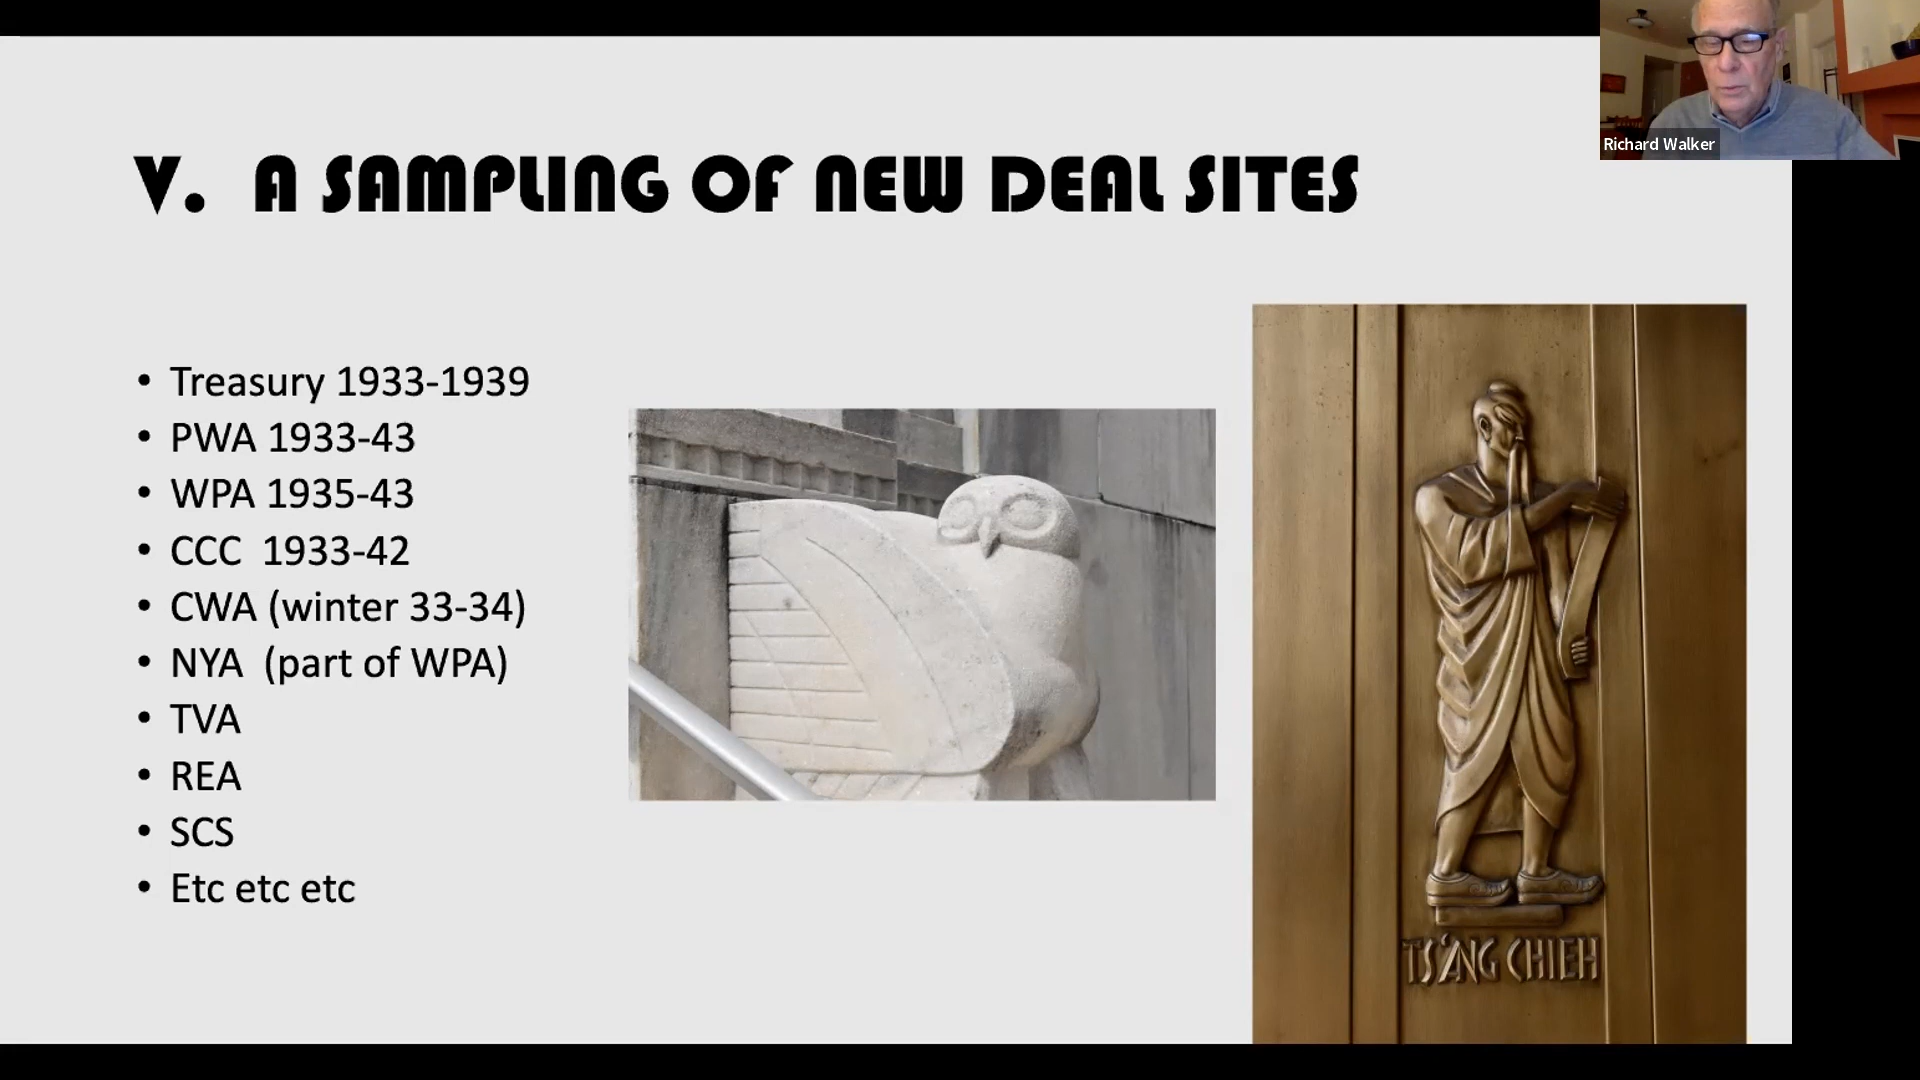 Richard Walker
V. A SAMPLING OF NEW DEAL SITES
• Treasury 1933-1939
• PWA 1933-43
• WPA 1935-43
• CCC 1933-42
• CWA (winter 33-34)
• NYA (part of WPA)
• TVA
• REA
• SCS
• Etc etc etc
TS'ANG CHIEH